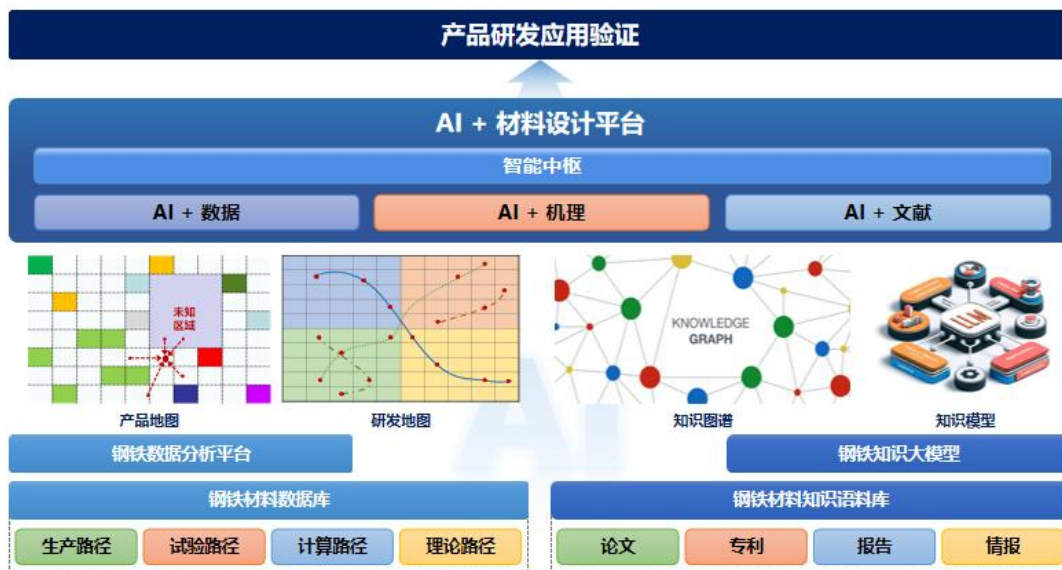 产品研发应用验证
AI + 材料设计平台
智能中枢
AI + 数据
AI + 机理
AI + 文献
未知
区域
KNOWLEDGE
GRAPH
LLM
产品地图
研发地图
知识图谱
知识模型
AI
钢铁数据分析平台
钢铁知识大模型
钢铁材料数据库
钢铁材料知识语料库
生产路径
试验路径
计算路径
理论路径
论文
专利
报告
情报